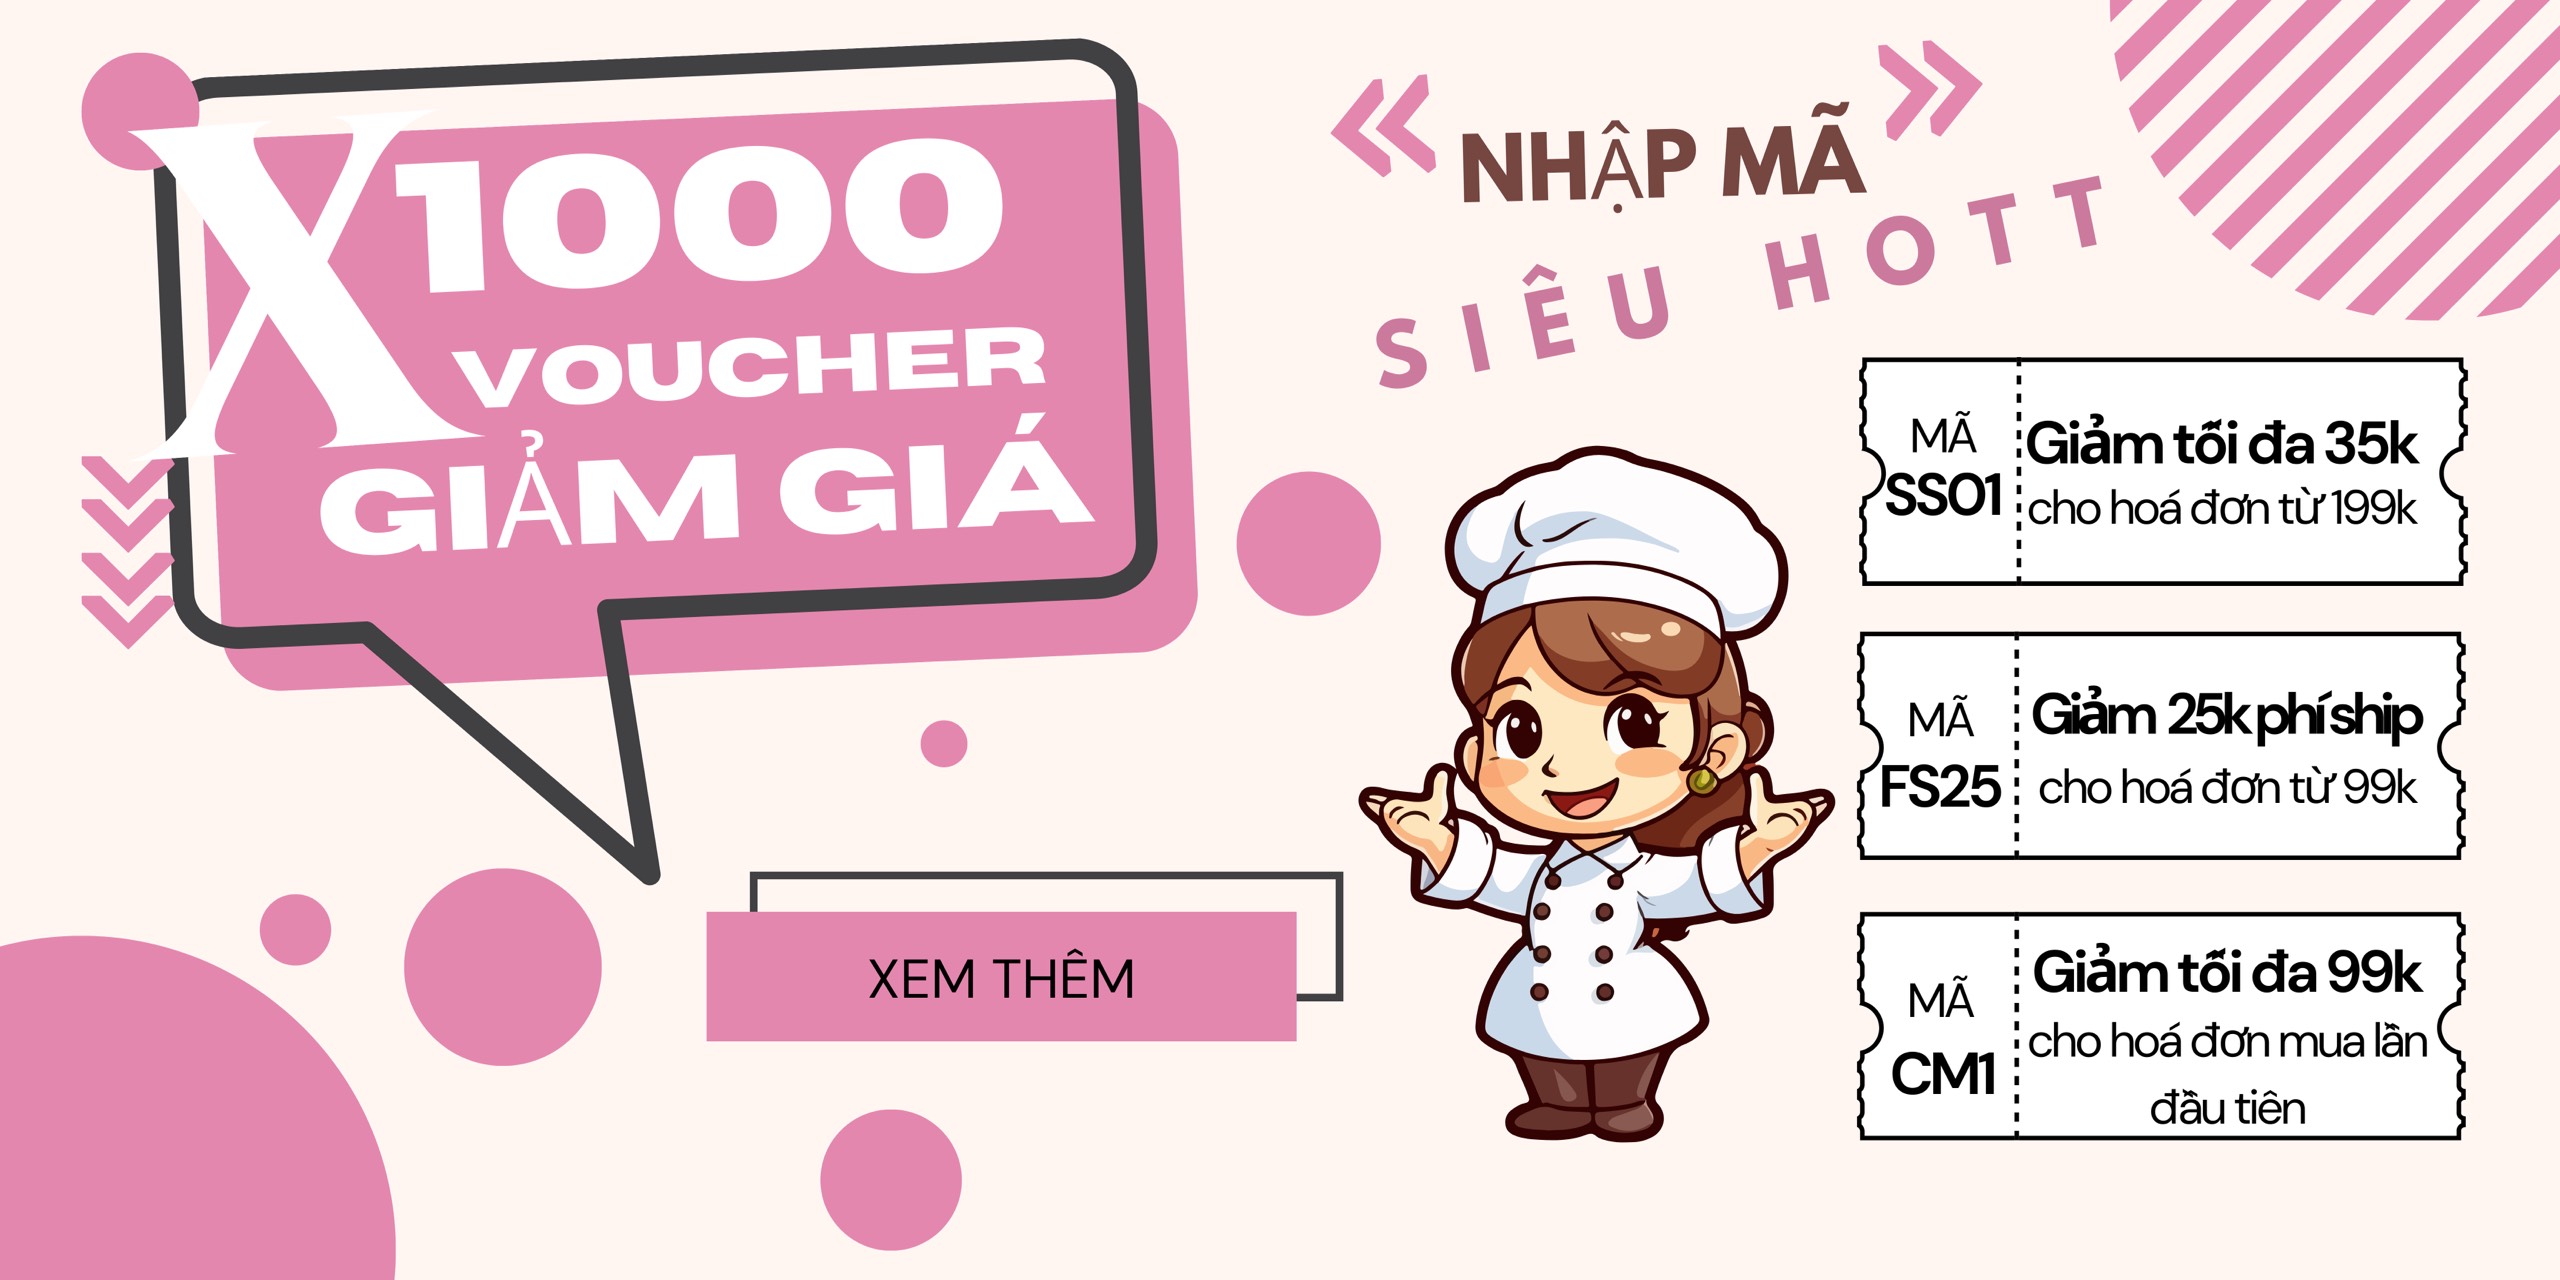 X1000
VOUCHER
GIẢM GIÁ
NHẬP MÃ
SIÊU HOTT
MÃ
SS01
Giảm tối đa 35k
cho hoá đơn từ 199k
MÃ
FS25
Giảm 25k phí ship
cho hoá đơn từ 99k
MÃ
CM1
Giảm tối đa 99k
cho hoá đơn mua lần
đầu tiên
XEM THÊM